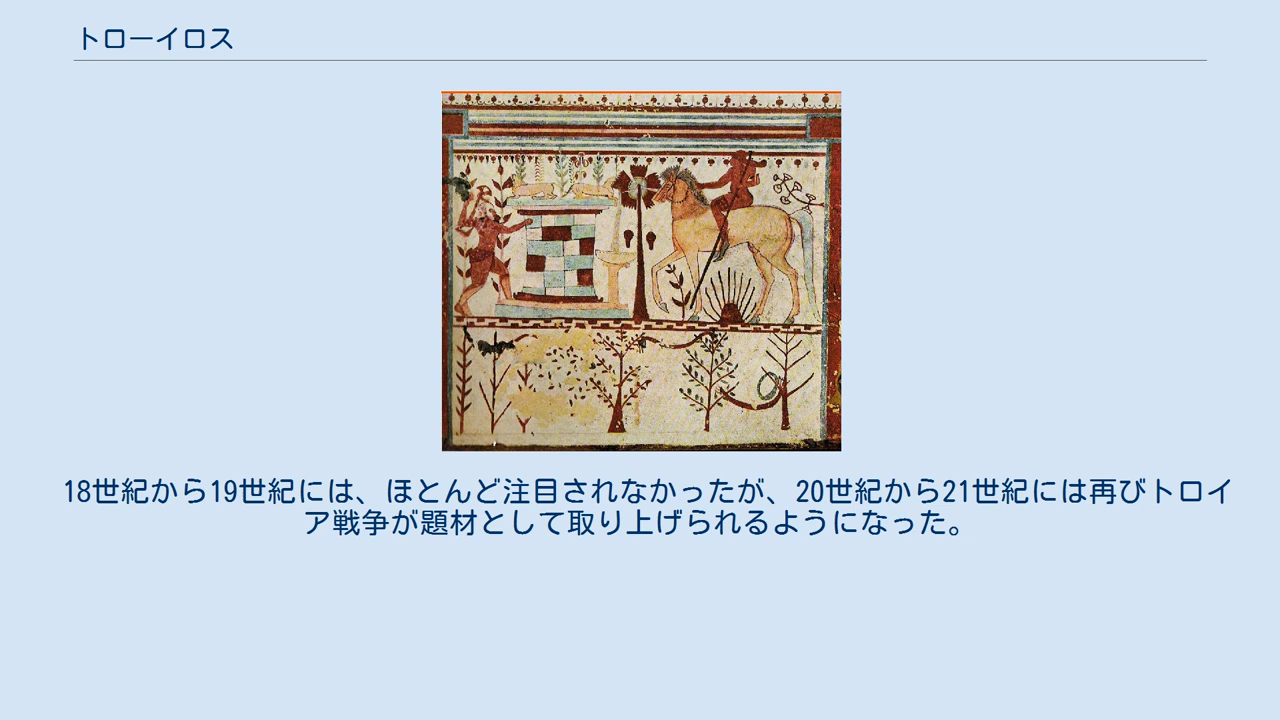 トローイロス
18世紀から19世紀には、ほとんど注目されなかったが、20世紀から21世紀には再びトロイ
ア戦争が題材として取り上げられるようになった。